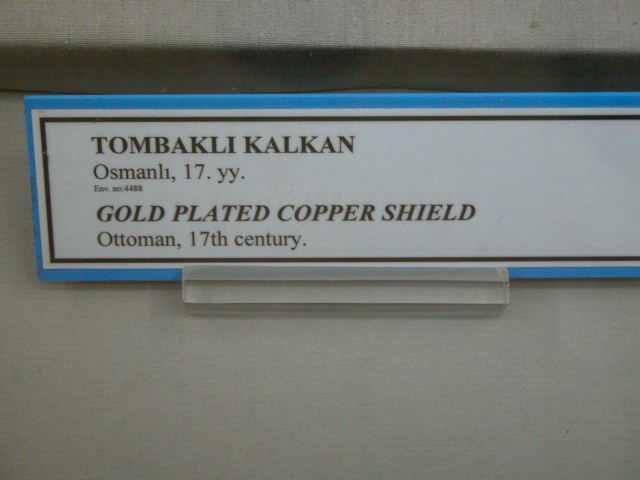 TOMBAKLI KALKAN
Osmanlı, 17. yy.
Env. no:4488
GOLD PLATED COPPER SHIELD
Ottoman, 17th century.